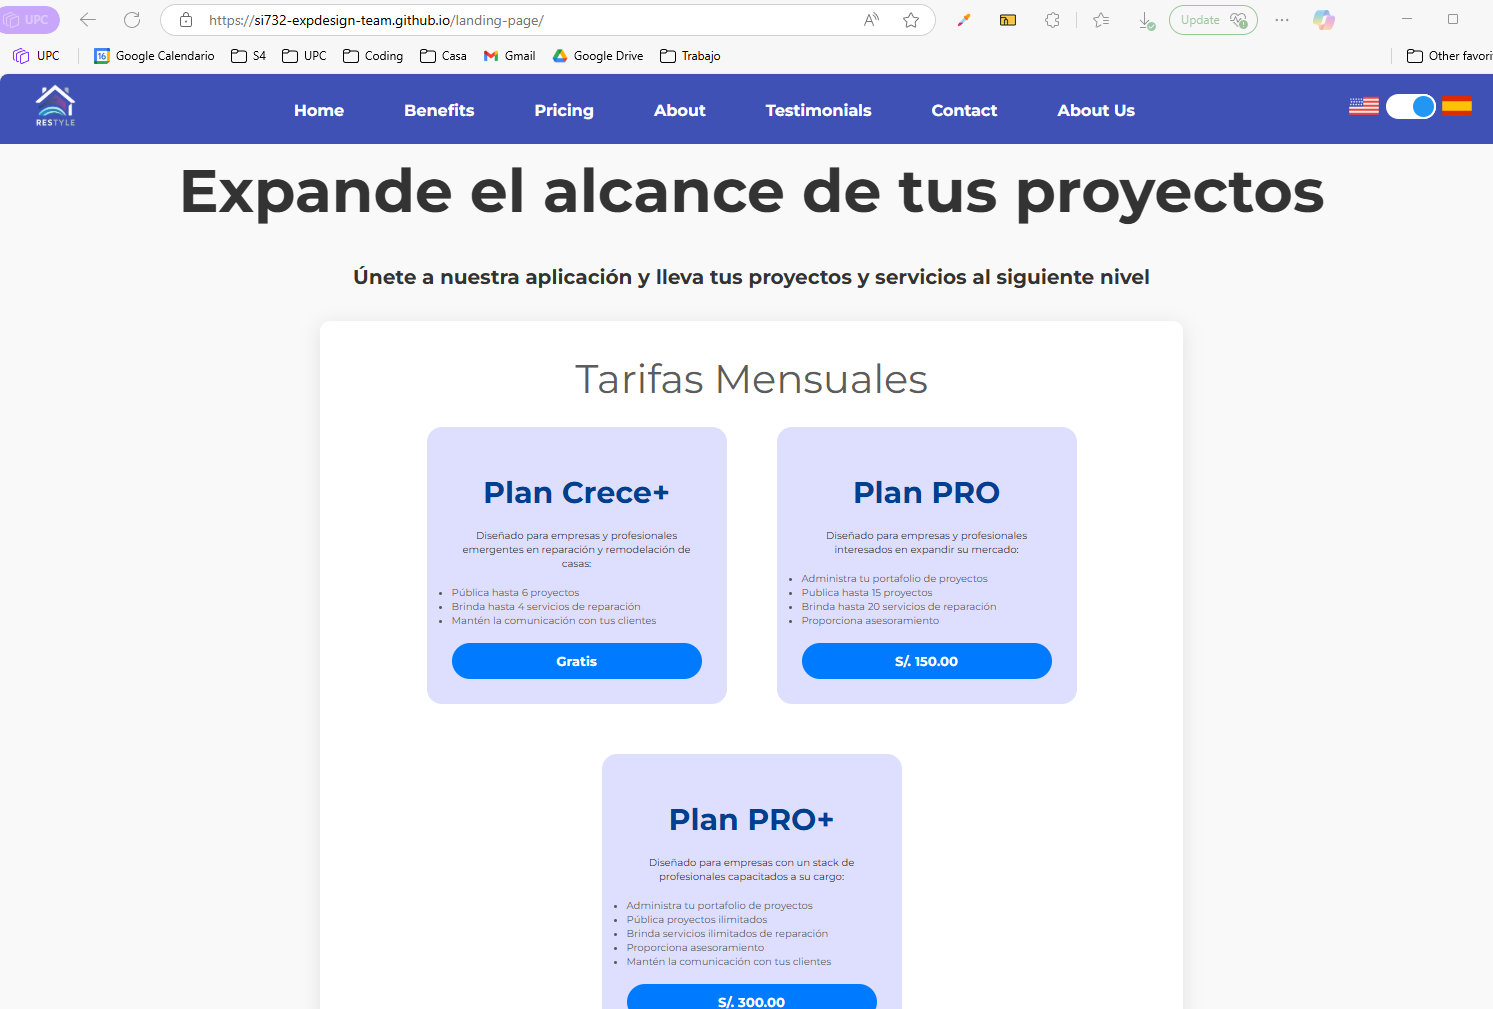 UPC
https://si732-expdesign-team.github.io/landing-page/
Update
UPC
16
Google Calendario
S4
UPC
Coding
Casa
Gmail
Google Drive
Trabajo
Other favori
RESTYLE
Home
Benefits
Pricing
About
Testimonials
Contact
About Us
Expande el alcance de tus proyectos
Únete a nuestra aplicación y lleva tus proyectos y servicios al siguiente nivel
Tarifas Mensuales
Plan Crece+
Diseñado para empresas y profesionales
emergentes en reparación y remodelación de
casas:
Pública hasta 6 proyectos
Brinda hasta 4 servicios de reparación
Mantén la comunicación con tus clientes
Gratis
Plan PRO
Diseñado para empresas y profesionales
interesados en expandir su mercado:
Administra tu portafolio de proyectos
Publica hasta 15 proyectos
Brinda hasta 20 servicios de reparación
Proporciona asesoramiento
S/. 150.00
Plan PRO+
Diseñado para empresas con un stack de
profesionales capacitados a su cargo:
Administra tu portafolio de proyectos
Pública proyectos ilimitados
Brinda servicios ilimitados de reparación
Proporciona asesoramiento
Mantén la comunicación con tus clientes
S/. 300.00